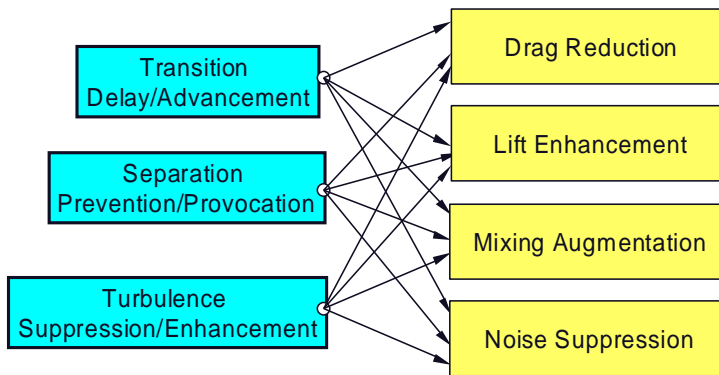 Transition
Delay/Advancement
Separation
Prevention/Provocation
Turbulence
Suppression/Enhancement
Drag Reduction
Lift Enhancement
Mixing Augmentation
Noise Suppression